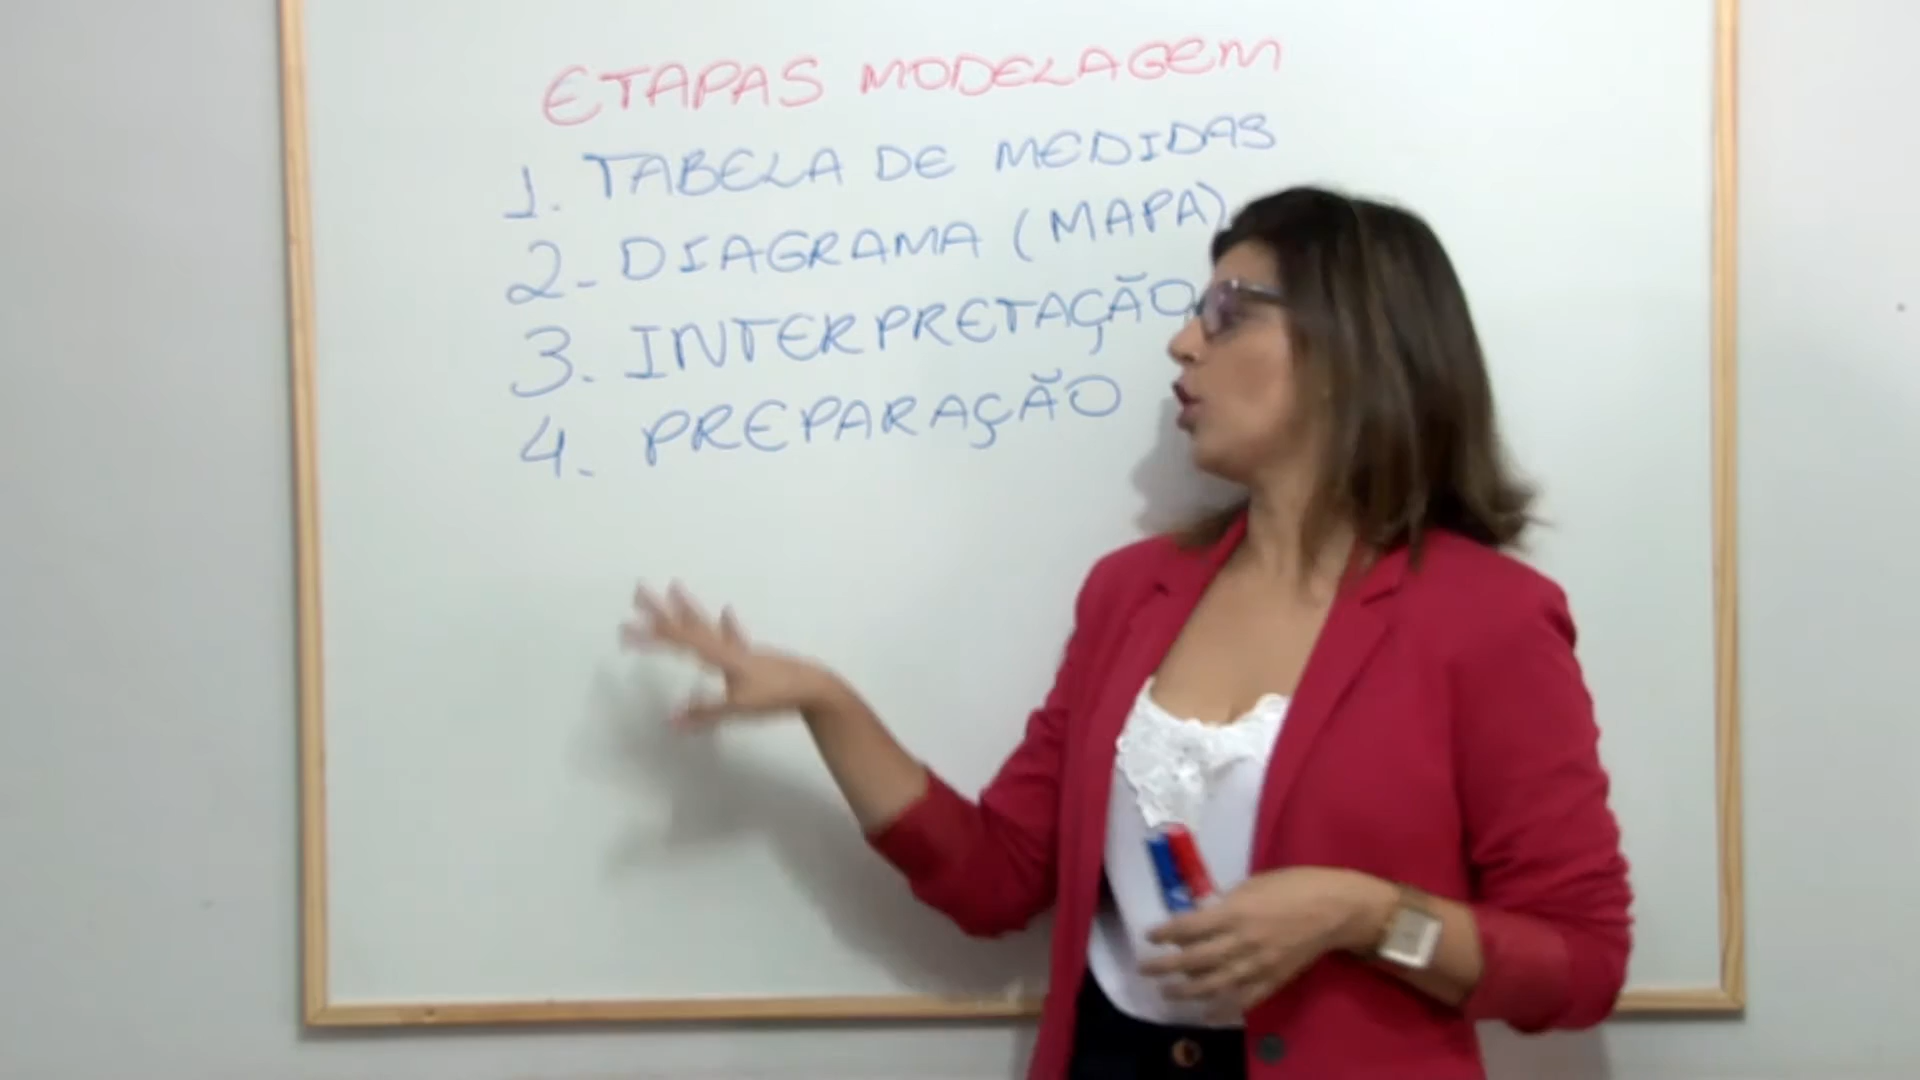 ETAPAS MODELAGEM
1. TABELA DE MEDIDAS
2- DIAGRAMA (MAPA)
3. INTERPRETAÇÃO
4. PREPARAÇÃO